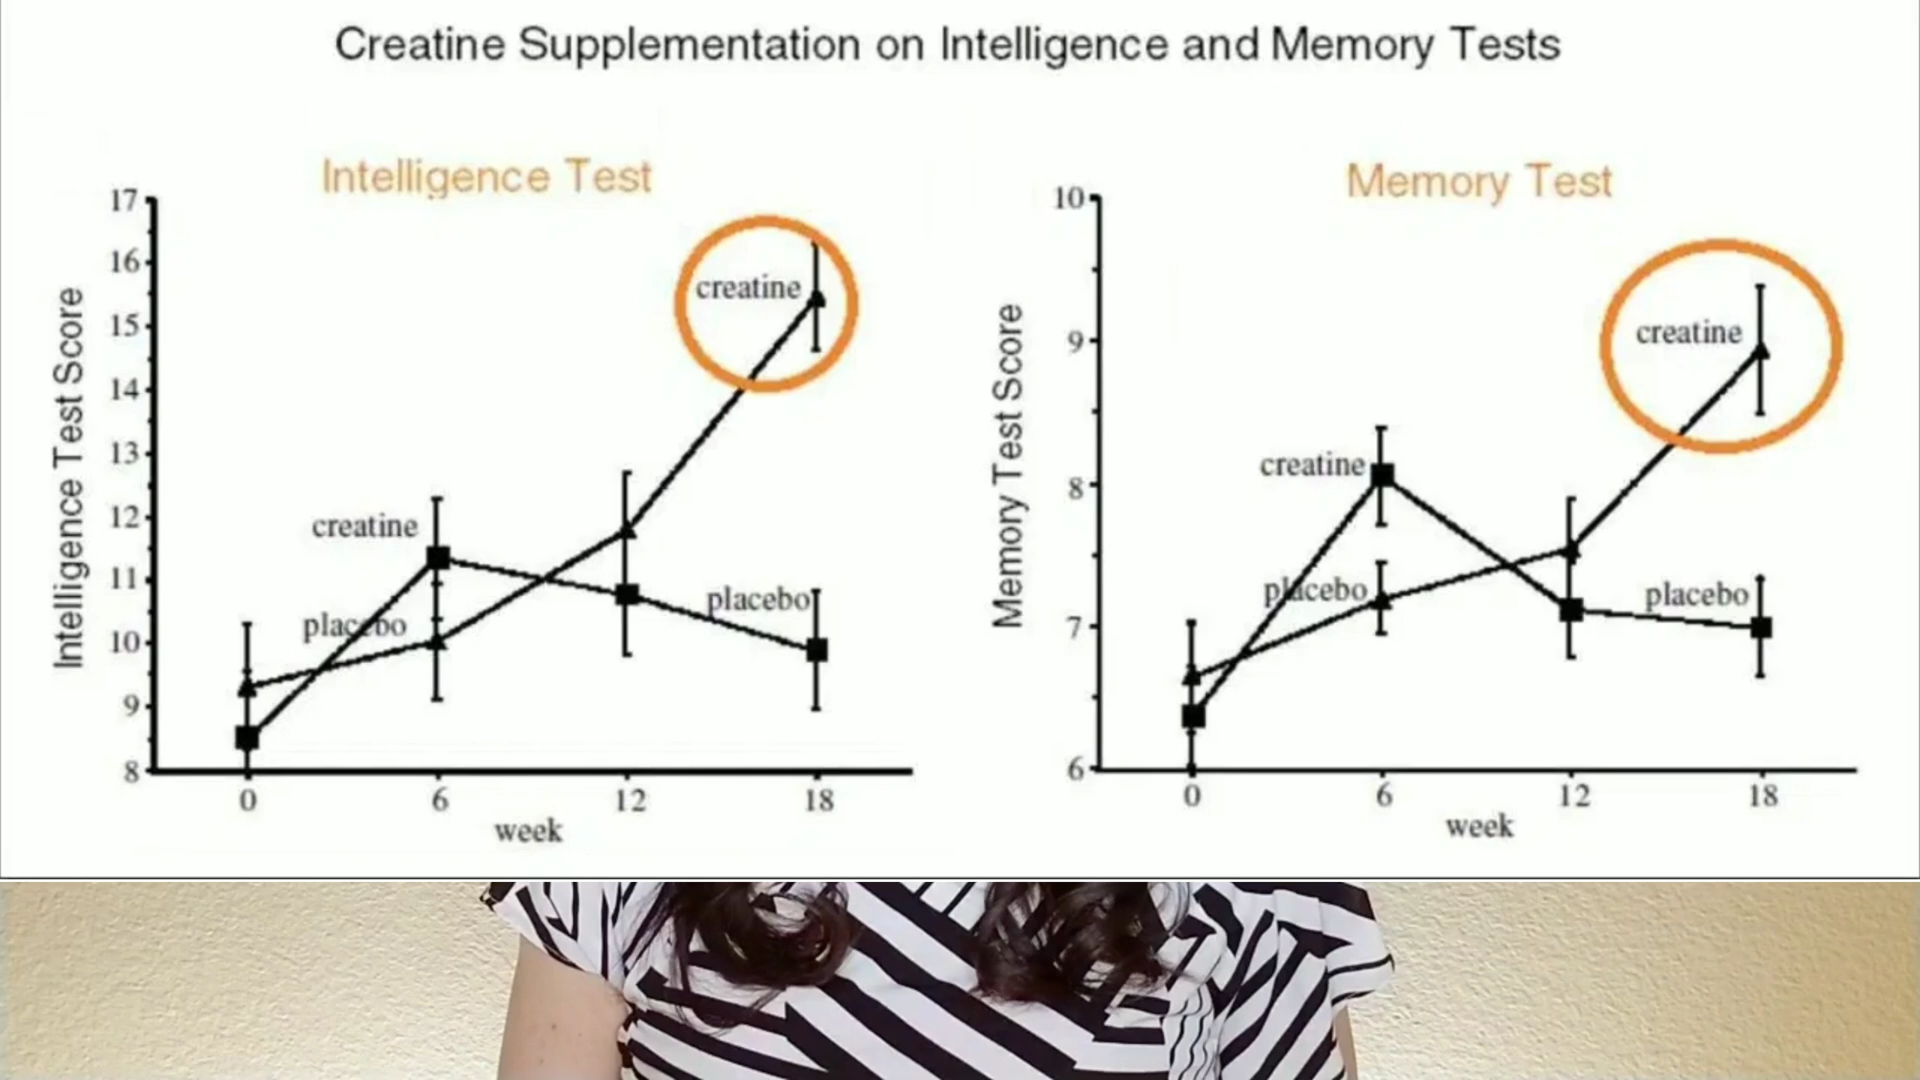 Creatine Supplementation on Intelligence and Memory Tests
Intelligence Test
Intelligence Test Score
17
16
15
14
13
12
11
10
9
8
creatine
creatine
placebo
placebo
0 6 12 18
week
Memory Test
Memory Test Score
10
9
8
7
6
creatine
creatine
placebo
placebo
0 6 12 18
week